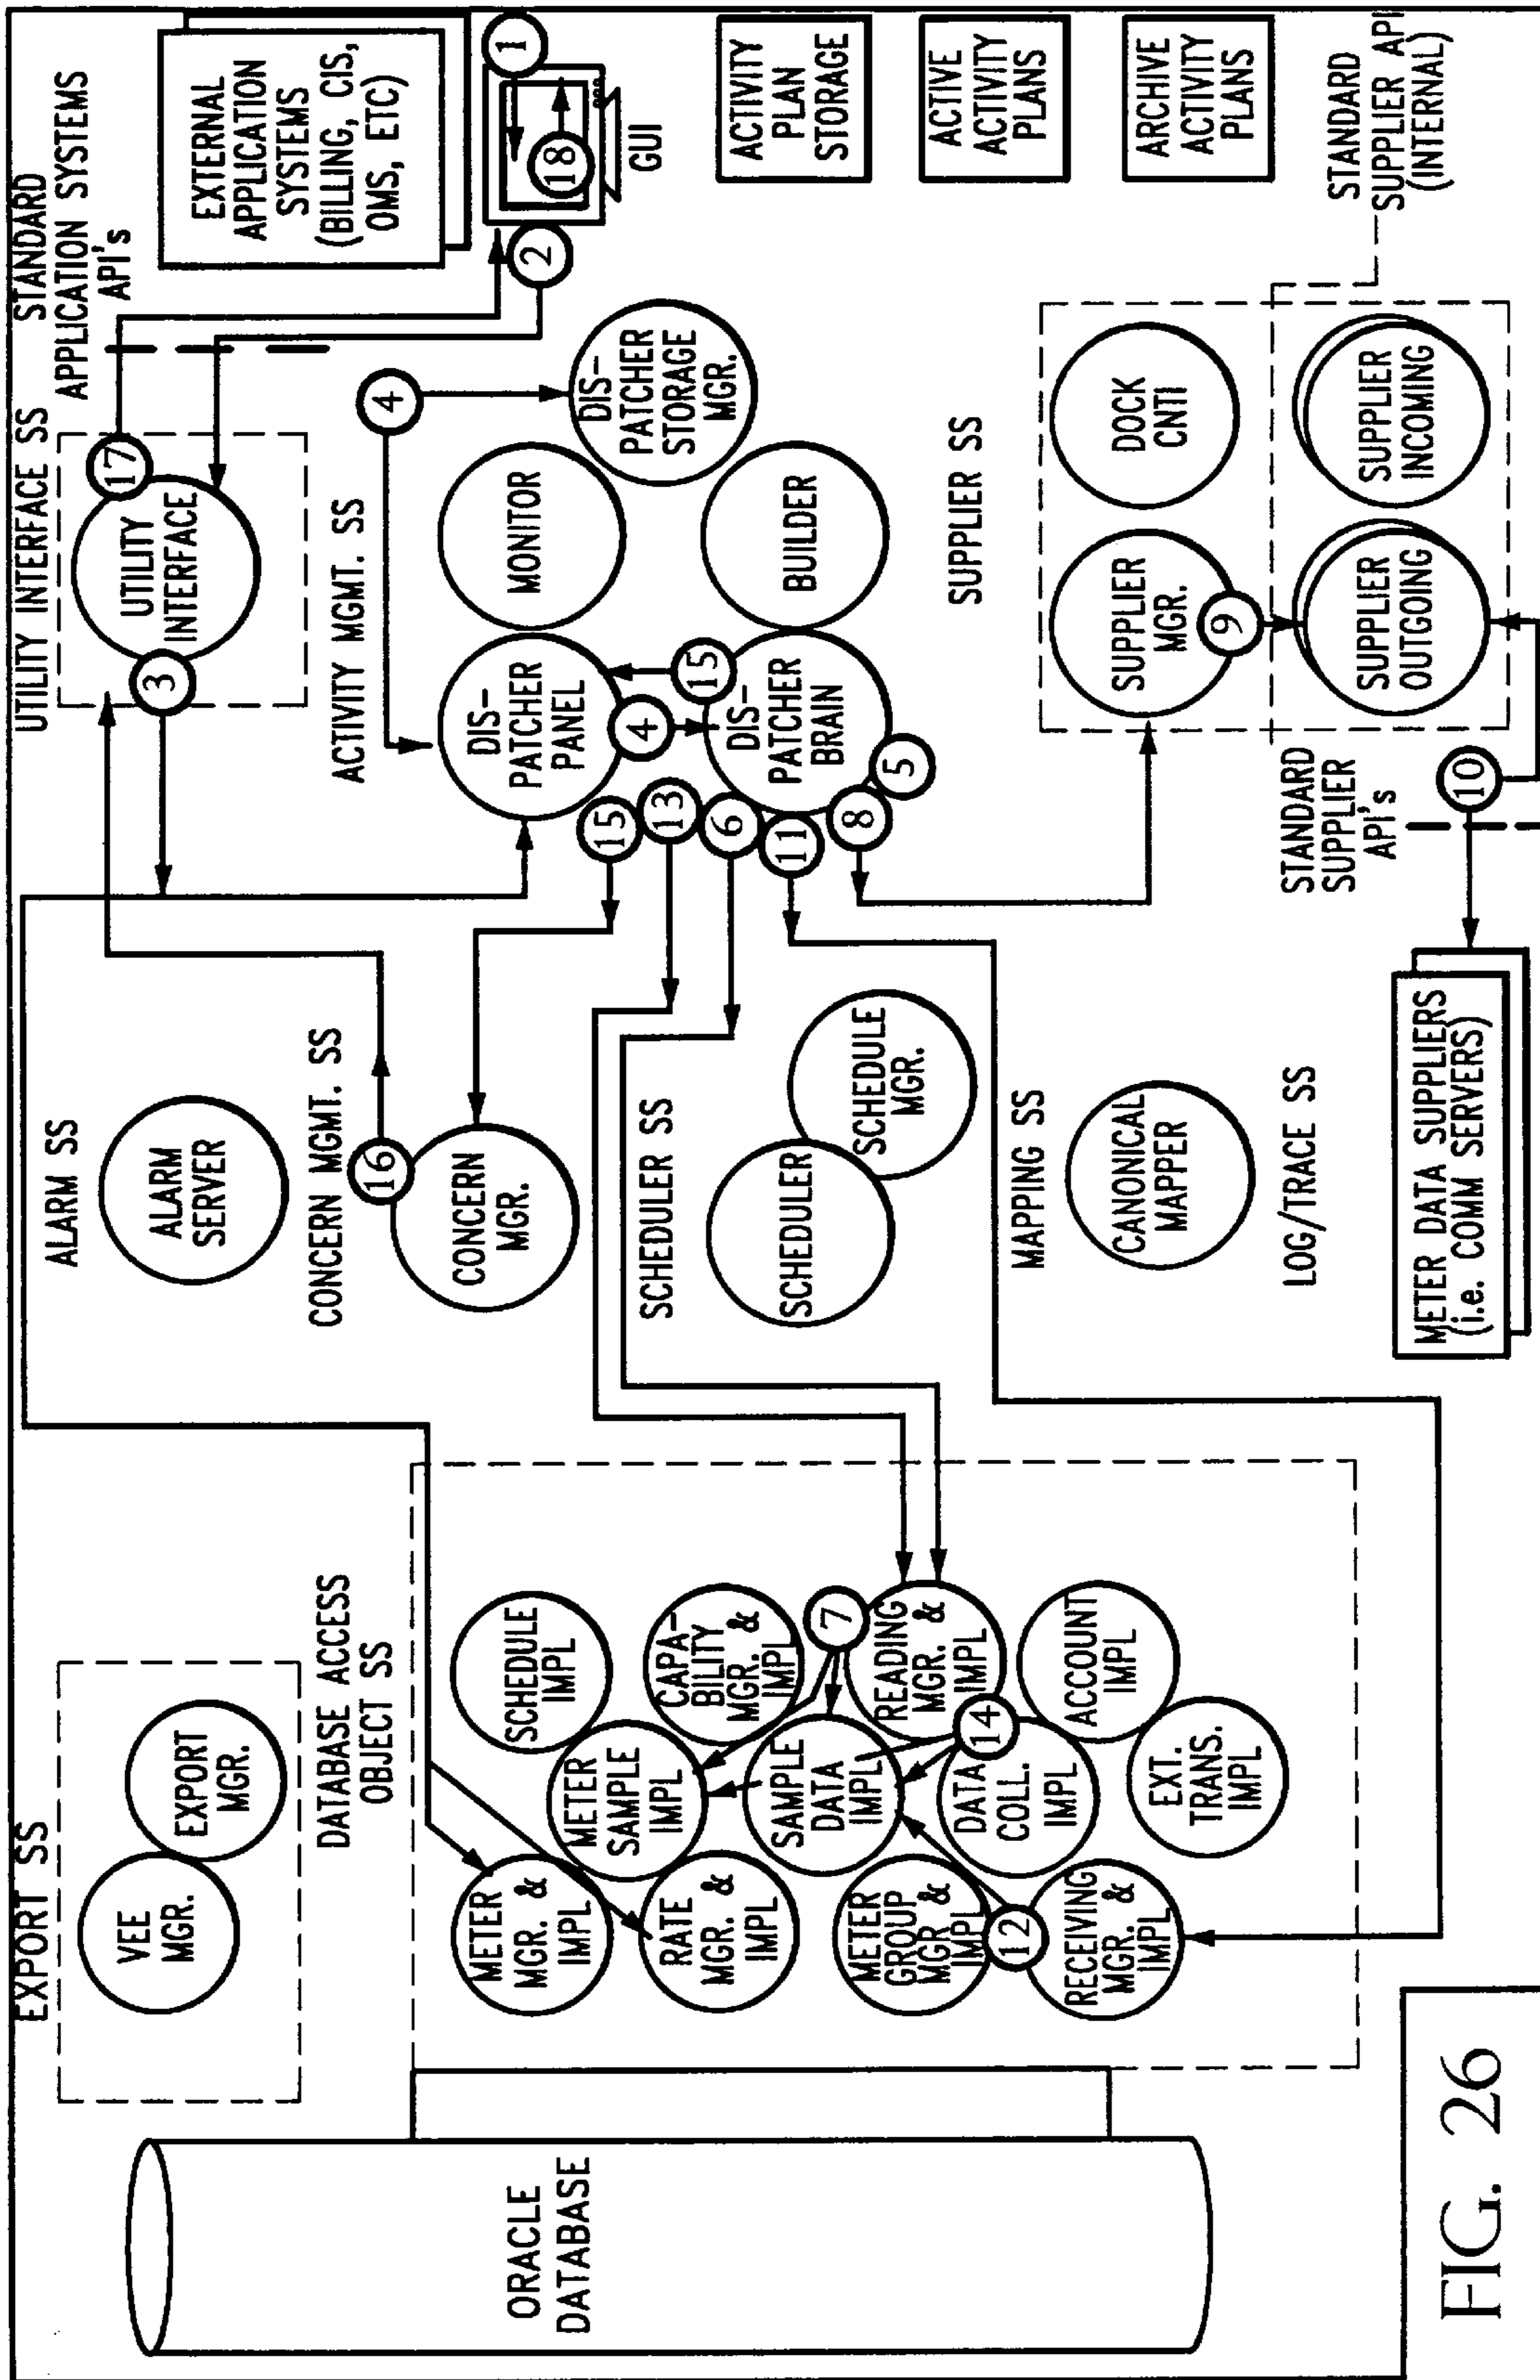 EXPORT SS
VEE
MGR.
EXPORT
MGR.
ALARM SS
ALARM
SERVER
UTILITY INTERFACE SS
17
UTILITY
INTERFACE
3
STANDARD
APPLICATION SYSTEMS
API's
EXTERNAL
APPLICATION
SYSTEMS
(BILLING, CIS,
OMS, ETC)
1
18
2
GUI
ORACLE
DATABASE
DATABASE ACCESS
OBJECT SS
METER
MGR. &
IMPL
SCHEDULE
IMPL
METER
SAMPLE
IMPL
RATE
MGR. &
IMPL
CAPA-
BILITY
MGR. &
IMPL
7
SAMPLE
DATA
IMPL
METER
GROUP
MGR &
IMPL
READING
MGR. &
IMPL
14
DATA
COLL.
IMPL
12
RECEIVING
MGR. &
IMPL
ACCOUNT
IMPL
EXT.
TRANS.
IMPL
CONCERN MGMT. SS
16
CONCERN
MGR.
SCHEDULER SS
SCHEDULER
SCHEDULE
MGR.
MAPPING SS
CANONICAL
MAPPER
LOG/TRACE SS
METER DATA SUPPLIERS
(i.e. COMM SERVERS)
ACTIVITY MGMT. SS
4
DIS-
PATCHER
PANEL
MONITOR
DIS-
PATCHER
STORAGE
MGR.
15
13
6
11
8
5
4
15
DIS-
PATCHER
BRAIN
BUILDER
SUPPLIER SS
SUPPLIER
MGR.
9
DOCK
CNTI
SUPPLIER
OUTGOING
SUPPLIER
INCOMING
STANDARD
SUPPLIER
API's
10
ACTIVITY
PLAN
STORAGE
ACTIVE
ACTIVITY
PLANS
ARCHIVE
ACTIVITY
PLANS
STANDARD
SUPPLIER API
(INTERNAL)
FIG. 26